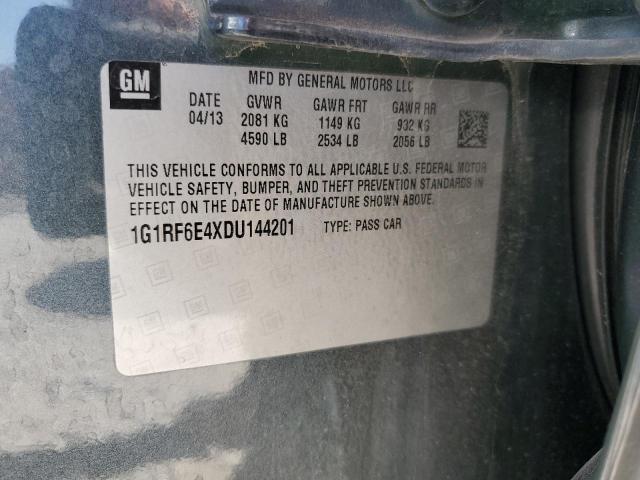 GM
MFD BY GENERAL MOTORS LLC
DATE GVWR GAWR FRT GAWR RR
04/13 2081 KG 1149 KG 932 KG
4590 LB 2534 LB 2056 LB
THIS VEHICLE CONFORMS TO ALL APPLICABLE U.S. FEDERAL MOTOR
VEHICLE SAFETY, BUMPER, AND THEFT PREVENTION STANDARDS IN
EFFECT ON THE DATE OF MANUFACTURE SHOWN ABOVE.
1G1RF6E4XDU144201 TYPE: PASS CAR